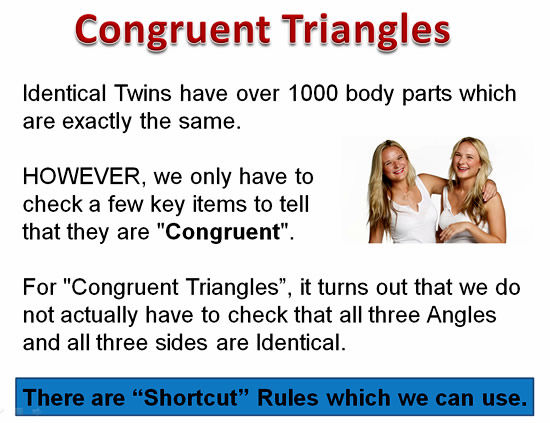 Congruent Triangles
Identical Twins have over 1000 body parts which
are exactly the same.
HOWEVER, we only have to
check a few key items to tell
that they are "Congruent".
For "Congruent Triangles”, it turns out that we do
not actually have to check that all three Angles
and all three sides are Identical.
There are “Shortcut” Rules which we can use.